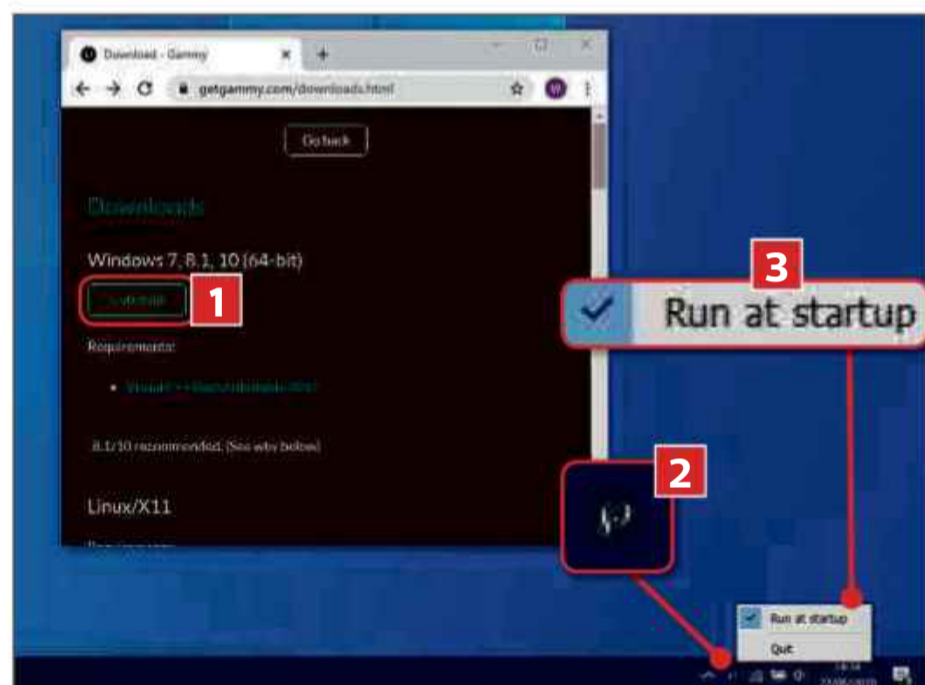 Download - Gammy
getgammy.com/downloads.html
Go back
Downloads
Windows 7, 8.1, 10 (64-bit)
1
Requirements:
8.1/10 recommended. (See why below)
Linux/X11
2
3
Run at startup
Run at startup
Quit